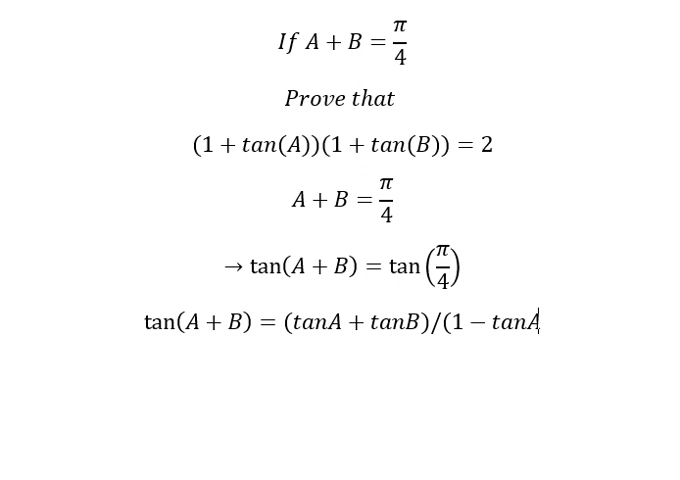 If A + B = π/4
Prove that
(1 + tan(A))(1 + tan(B)) = 2
A + B = π/4
→ tan(A + B) = tan(π/4)
tan(A + B) = (tanA + tanB)/(1 − tanA